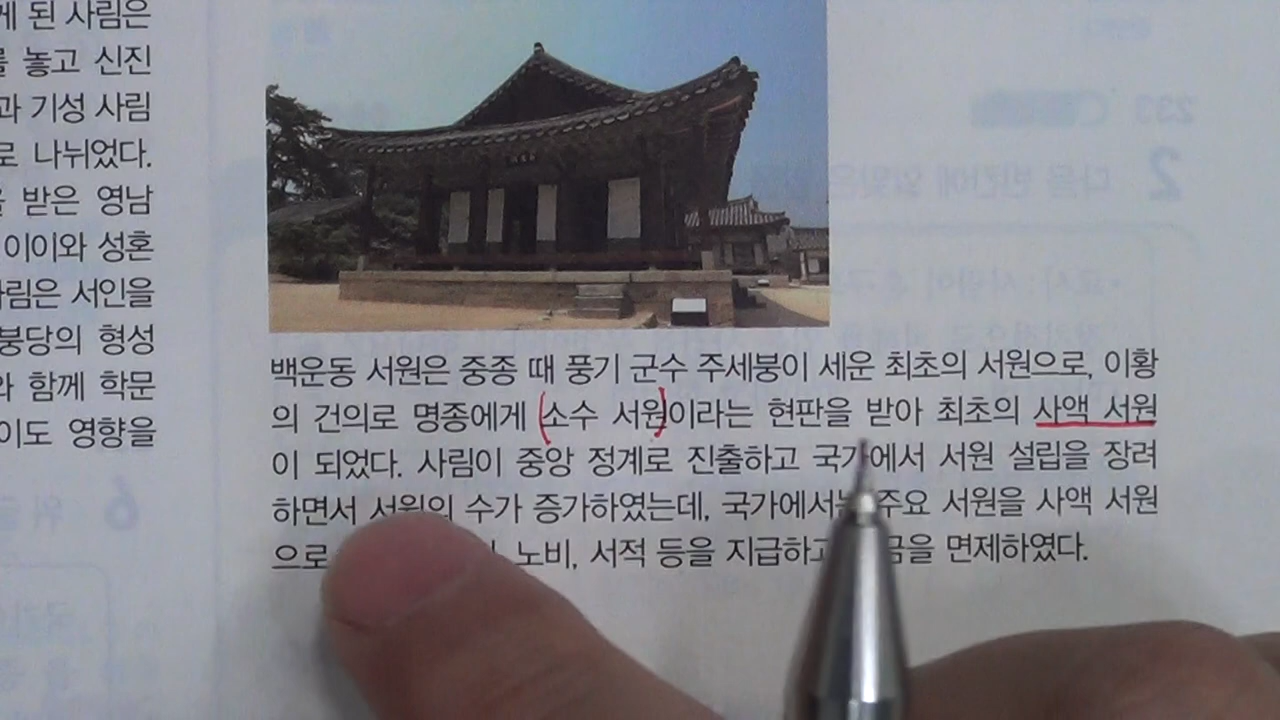 게 된 사림은
를 놓고 신진
과 기성 사림
로 나뉘었다.
을 받은 영남
이이와 성혼
사림은 서인을
붕당의 형성
와 함께 학문
이도 영향을
백운동 서원은 중종 때 풍기 군수 주세붕이 세운 최초의 서원으로, 이황
의 건의로 명종에게 (소수 서원)이라는 현판을 받아 최초의 사액 서원
이 되었다. 사림이 중앙 정계로 진출하고 국가에서 서원 설립을 장려
하면서 서원의 수가 증가하였는데, 국가에서는 주요 서원을 사액 서원
으로 노비, 서적 등을 지급하고 면제하였다.